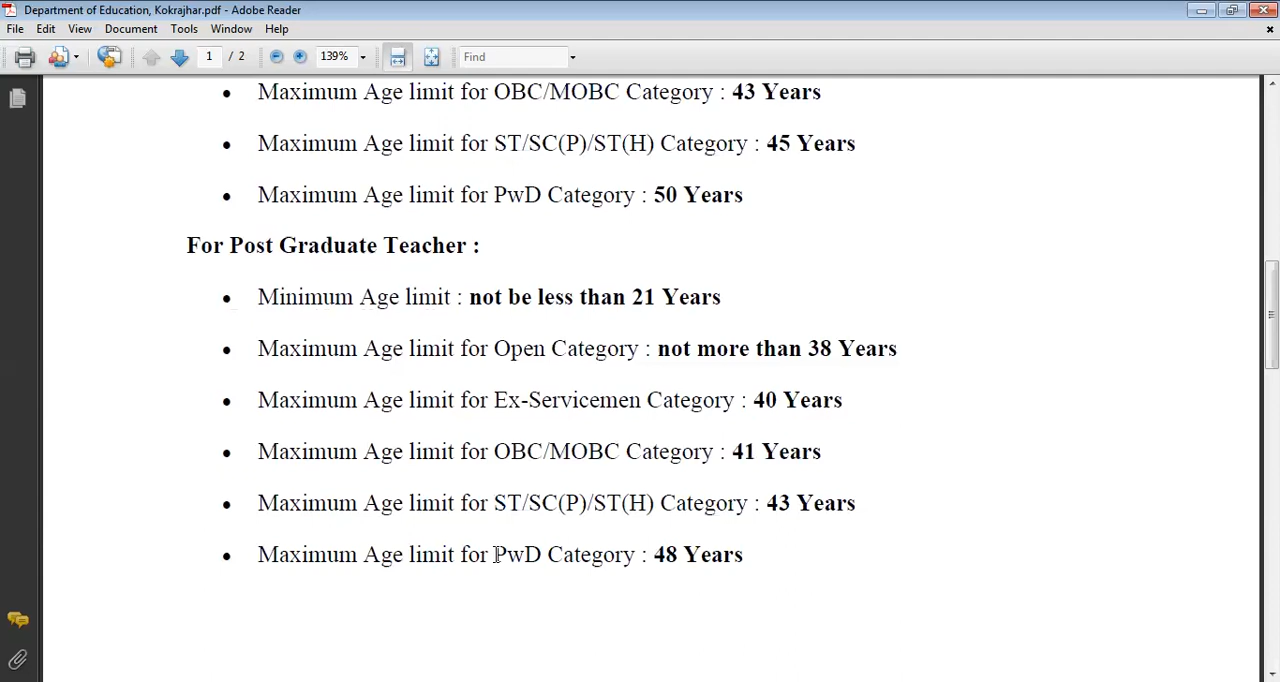 Department of Education, Kokrajhar.pdf - Adobe Reader
File Edit View Document Tools Window Help
1 / 2 139% Find
• Maximum Age limit for OBC/MOBC Category : 43 Years
• Maximum Age limit for ST/SC(P)/ST(H) Category : 45 Years
• Maximum Age limit for PwD Category : 50 Years
For Post Graduate Teacher :
• Minimum Age limit : not be less than 21 Years
• Maximum Age limit for Open Category : not more than 38 Years
• Maximum Age limit for Ex-Servicemen Category : 40 Years
• Maximum Age limit for OBC/MOBC Category : 41 Years
• Maximum Age limit for ST/SC(P)/ST(H) Category : 43 Years
• Maximum Age limit for PwD Category : 48 Years